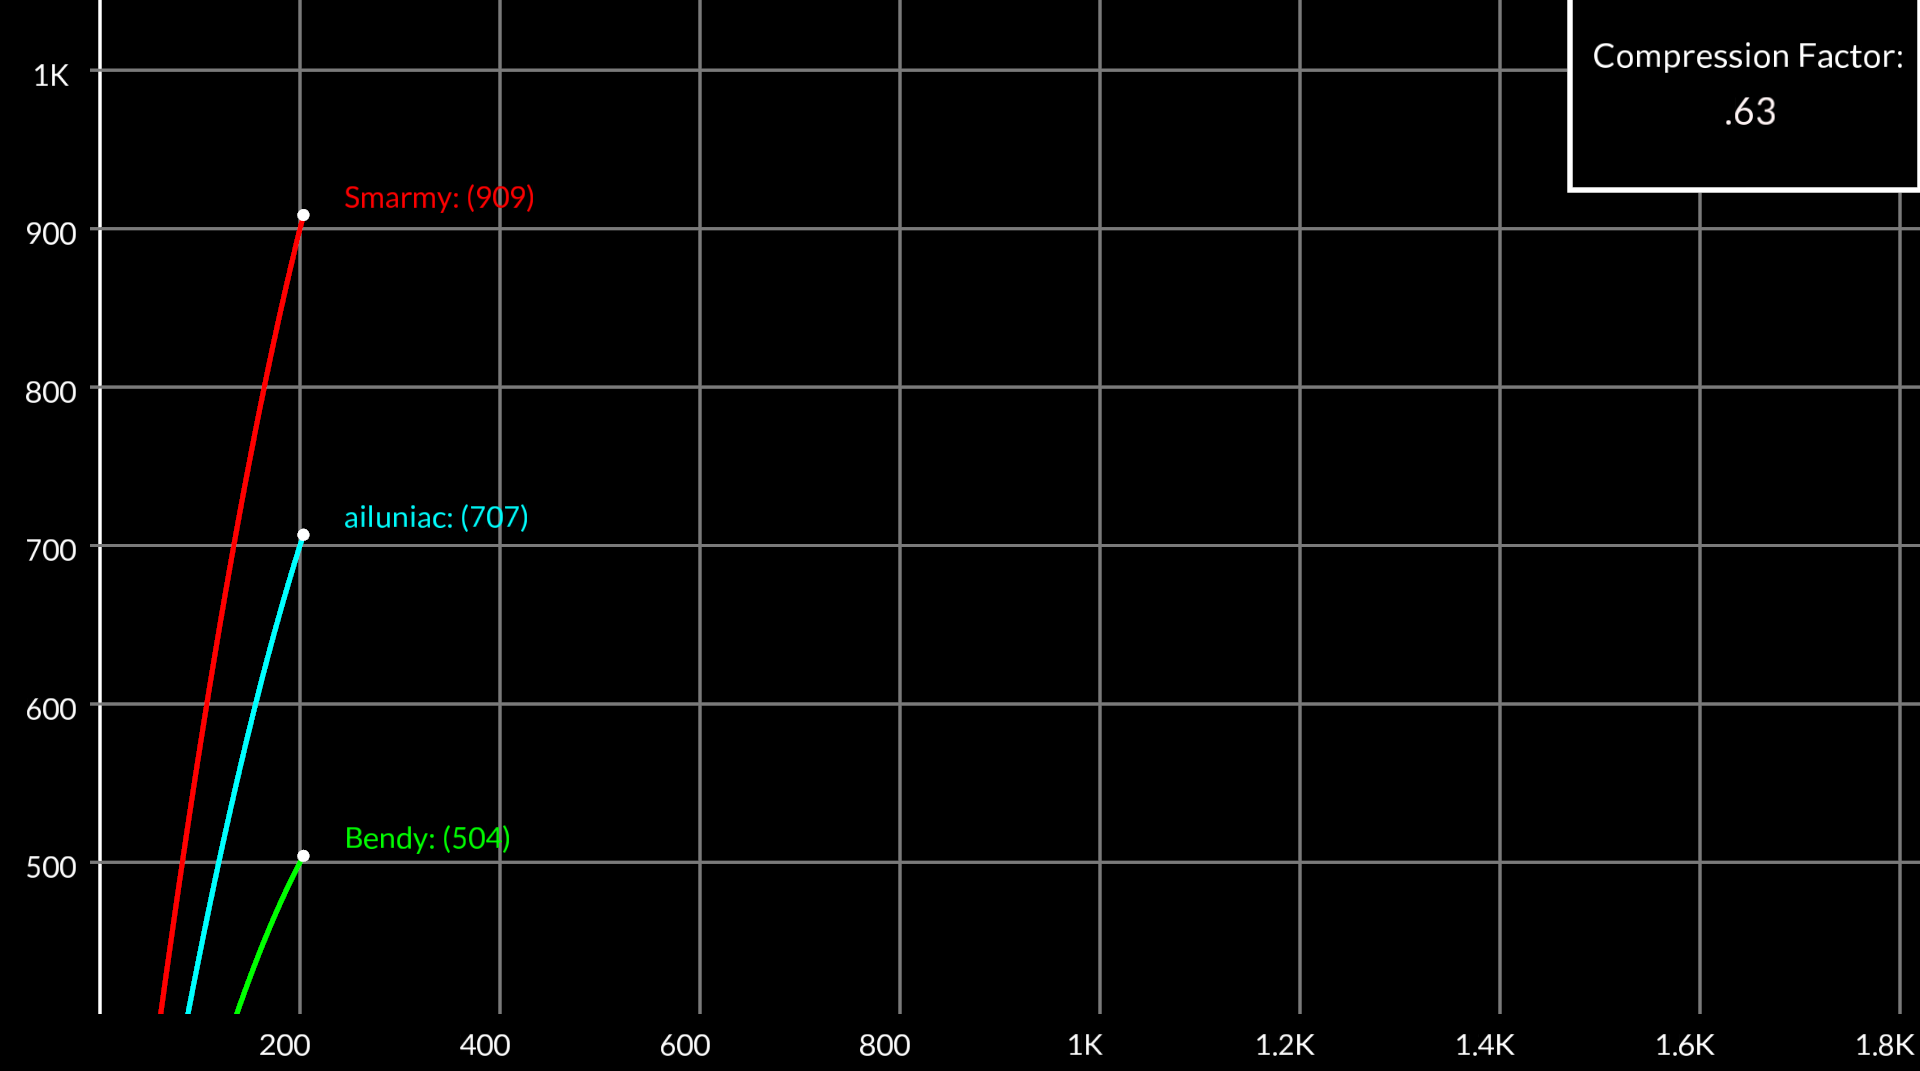 Compression Factor:
.63
1K
Smarmy: (909)
900
800
ailuniac: (707)
700
600
Bendy: (504)
500
200 400 600 800 1K 1.2K 1.4K 1.6K 1.8K